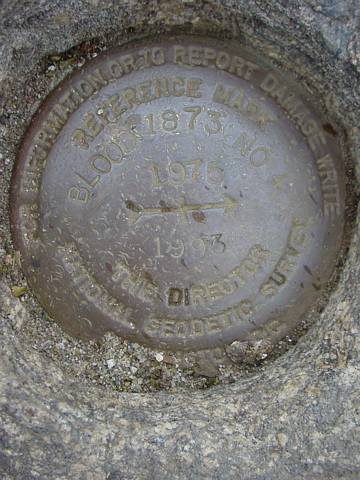 FOR INFORMATION OR TO REPORT DAMAGE WRITE
REFERENCE MARK
BLOOD 1873 NO 4
1975
1993
THE DIRECTOR
NATIONAL GEODETIC SURVEY